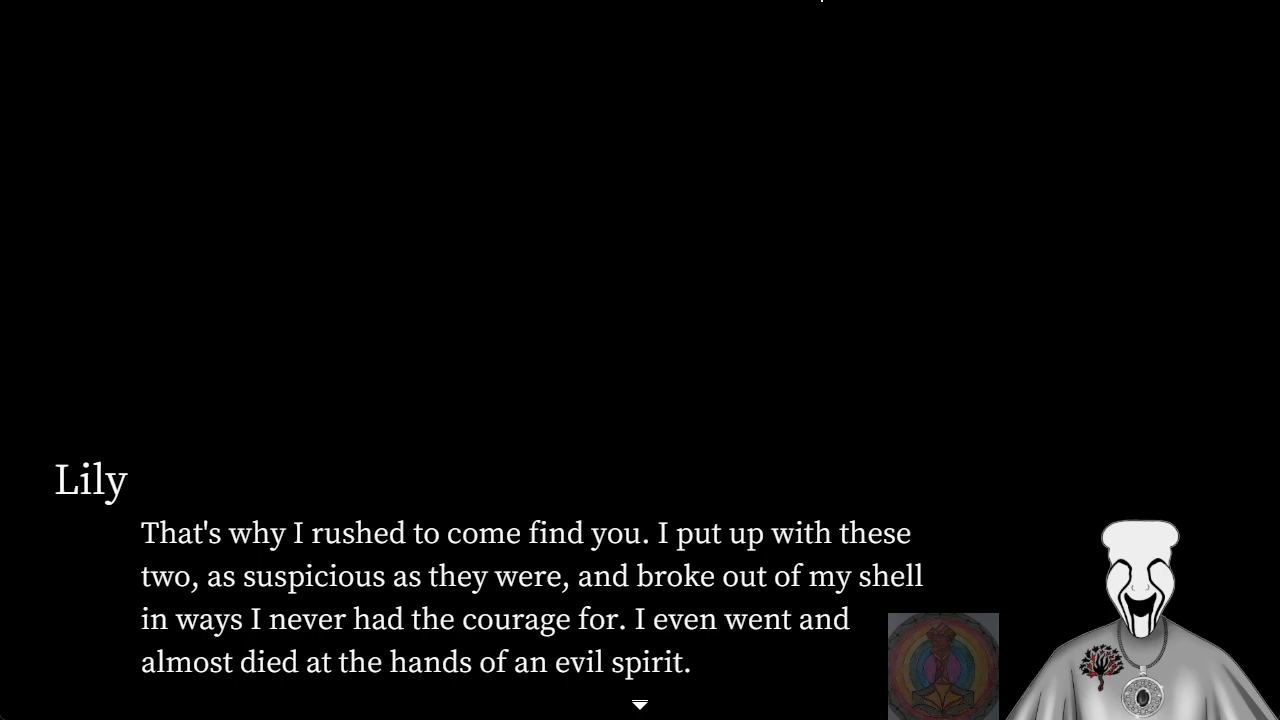 Lily
That's why I rushed to come find you. I put up with these
two, as suspicious as they were, and broke out of my shell
in ways I never had the courage for. I even went and
almost died at the hands of an evil spirit.